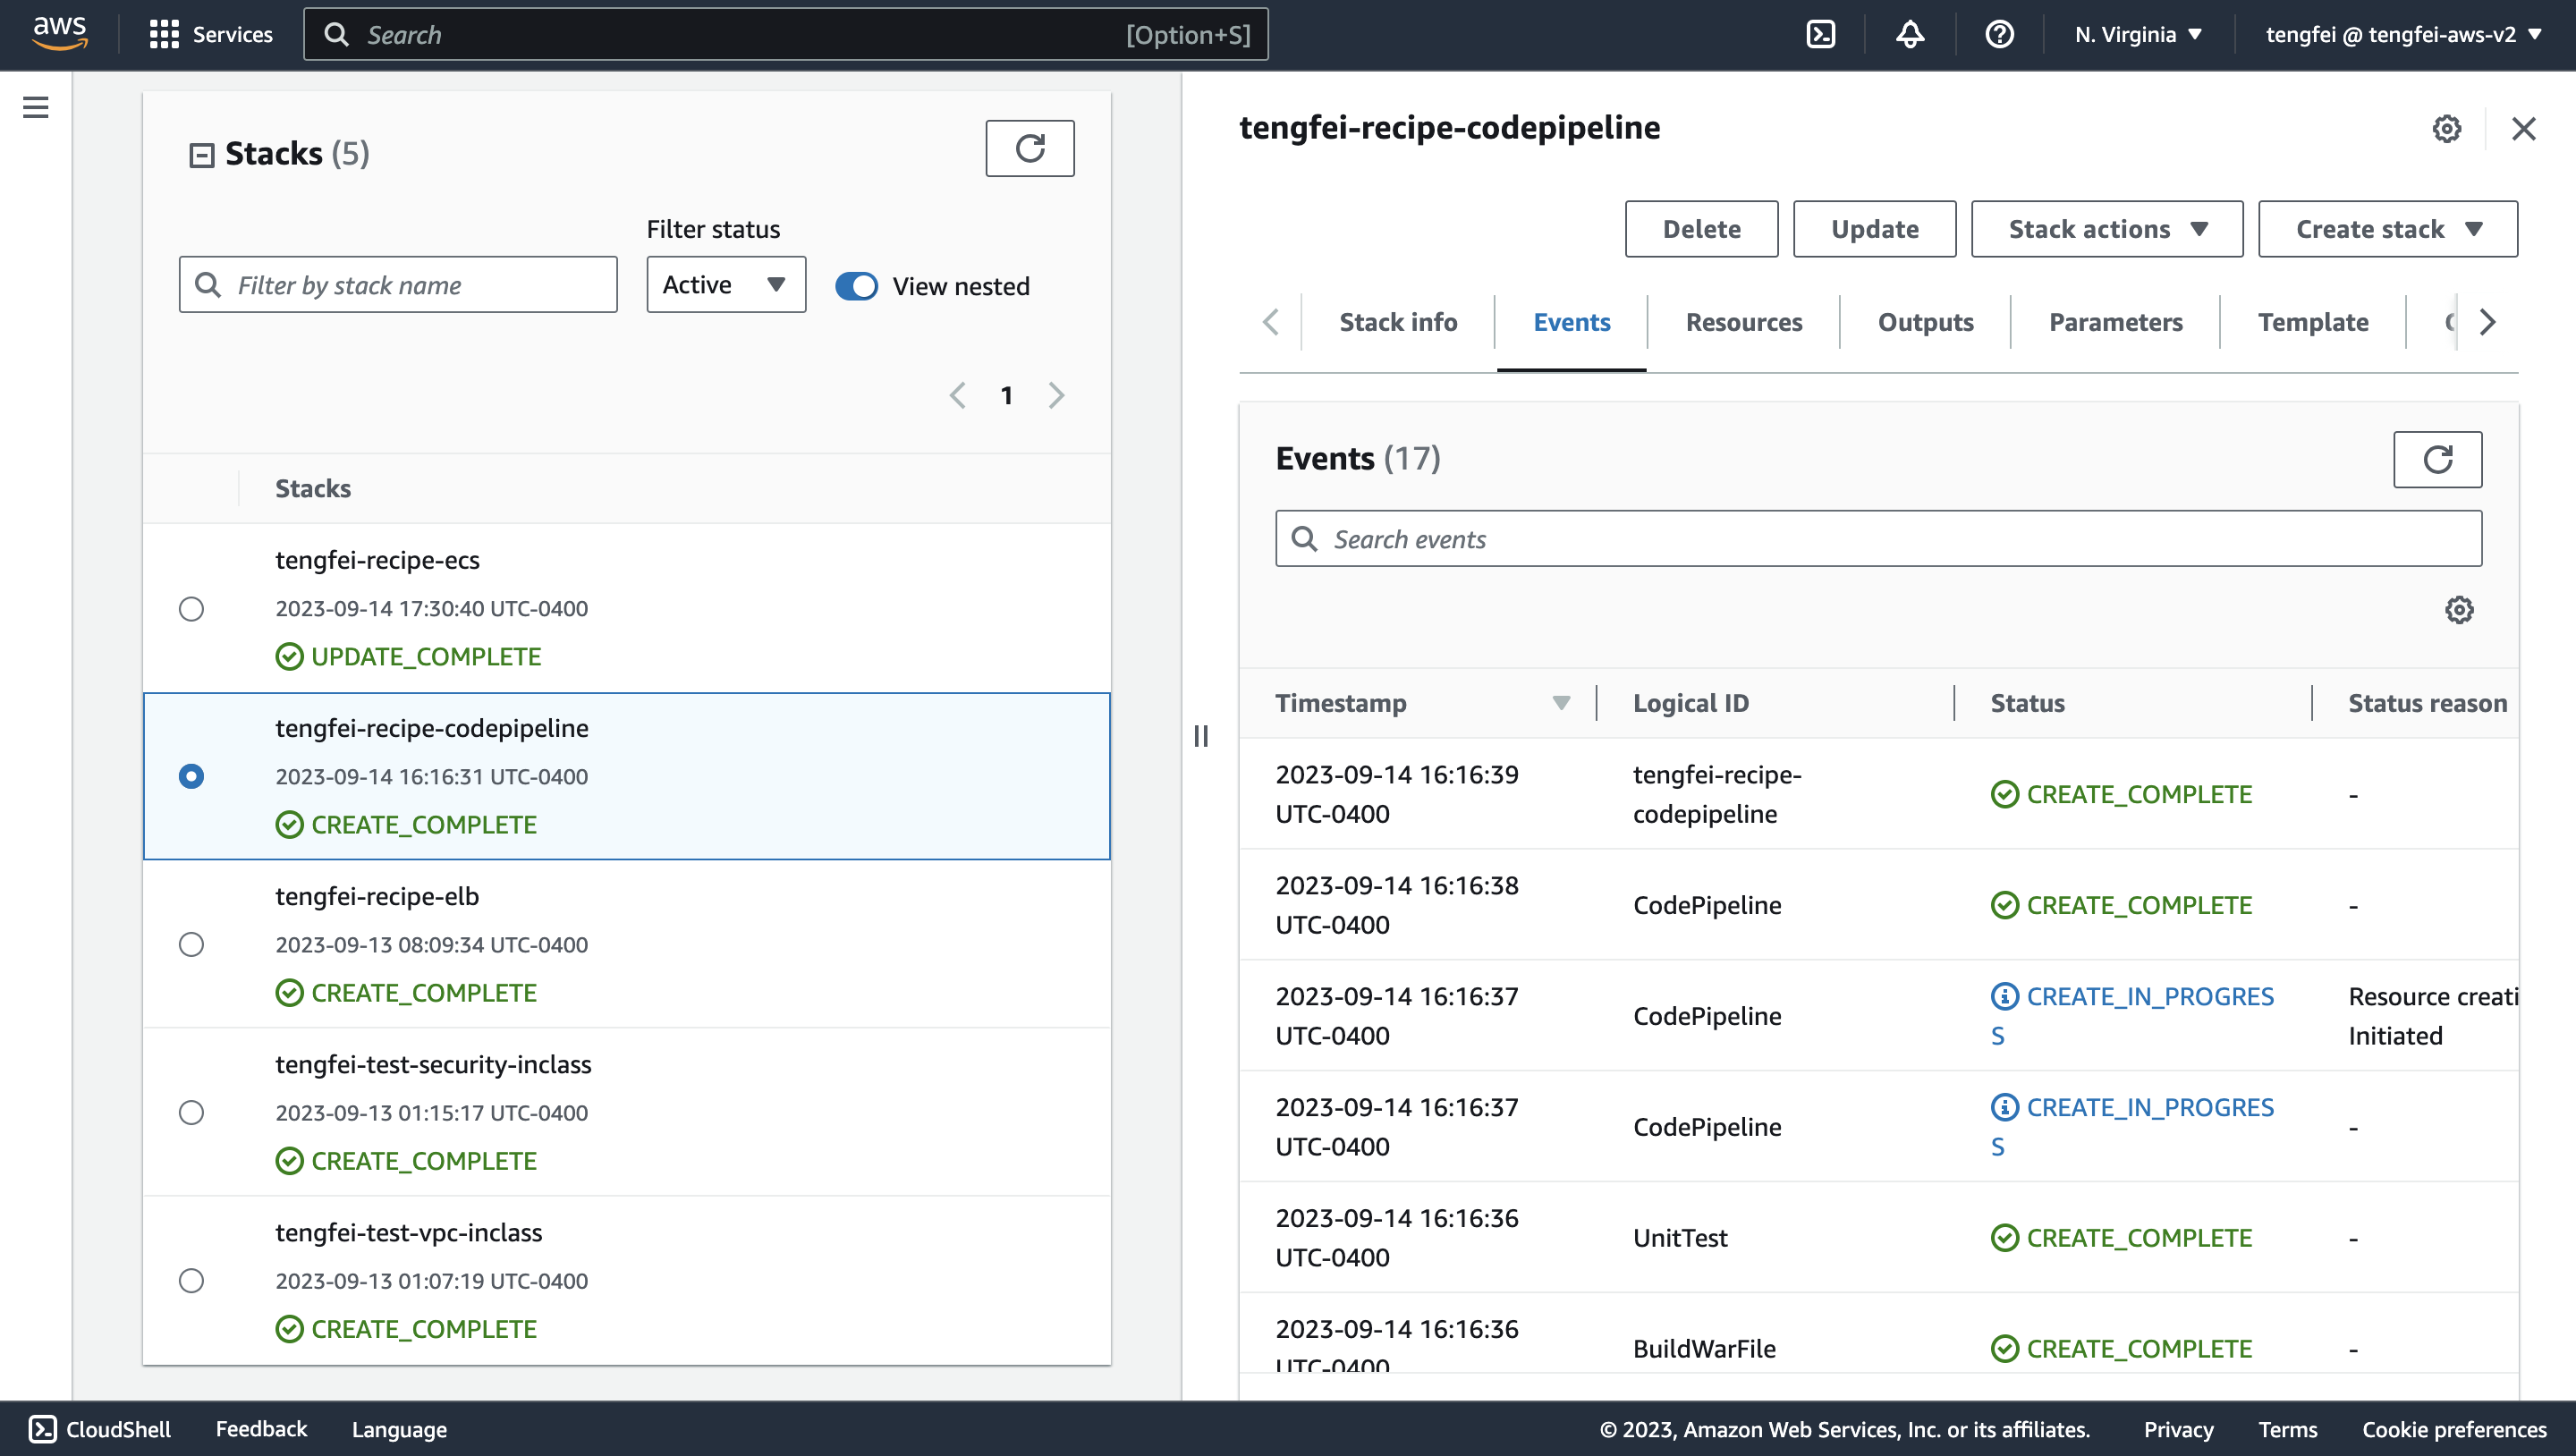 aws
Services
Search
[Option+S]
N. Virginia
tengfei @ tengfei-aws-v2
Stacks (5)
Filter status
Filter by stack name
Active
View nested
1
Stacks
tengfei-recipe-ecs
2023-09-14 17:30:40 UTC-0400
UPDATE_COMPLETE
tengfei-recipe-codepipeline
2023-09-14 16:16:31 UTC-0400
CREATE_COMPLETE
tengfei-recipe-elb
2023-09-13 08:09:34 UTC-0400
CREATE_COMPLETE
tengfei-test-security-inclass
2023-09-13 01:15:17 UTC-0400
CREATE_COMPLETE
tengfei-test-vpc-inclass
2023-09-13 01:07:19 UTC-0400
CREATE_COMPLETE
tengfei-recipe-codepipeline
Delete
Update
Stack actions
Create stack
Stack info
Events
Resources
Outputs
Parameters
Template
Events (17)
Search events
Timestamp
Logical ID
Status
Status reason
2023-09-14 16:16:39
UTC-0400
tengfei-recipe-
codepipeline
CREATE_COMPLETE
-
2023-09-14 16:16:38
UTC-0400
CodePipeline
CREATE_COMPLETE
-
2023-09-14 16:16:37
UTC-0400
CodePipeline
CREATE_IN_PROGRES
S
Resource creati
Initiated
2023-09-14 16:16:37
UTC-0400
CodePipeline
CREATE_IN_PROGRES
S
-
2023-09-14 16:16:36
UTC-0400
UnitTest
CREATE_COMPLETE
-
2023-09-14 16:16:36
UTC-0400
BuildWarFile
CREATE_COMPLETE
-
CloudShell
Feedback
Language
© 2023, Amazon Web Services, Inc. or its affiliates.
Privacy
Terms
Cookie preferences